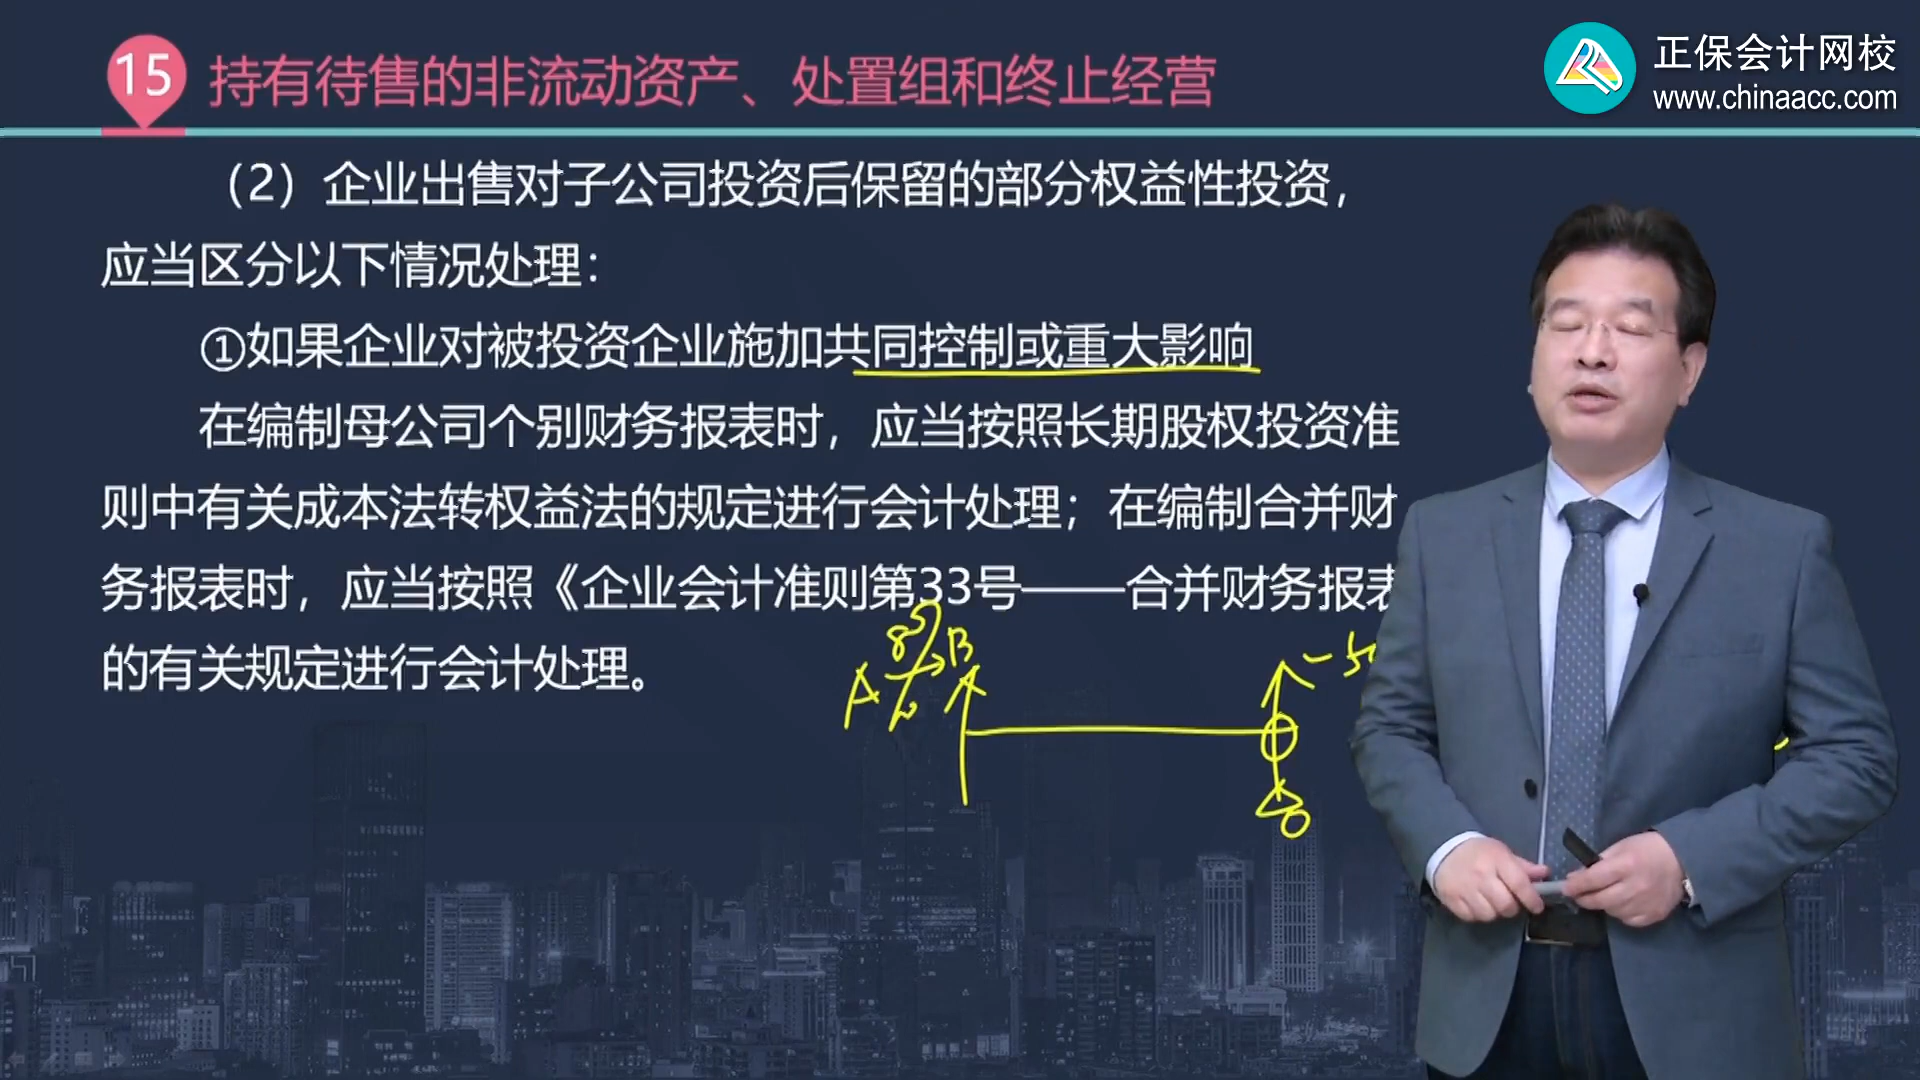 15 持有待售的非流动资产、处置组和终止经营
正保会计网校
www.chinaacc.com
（2）企业出售对子公司投资后保留的部分权益性投资，
应当区分以下情况处理：
①如果企业对被投资企业施加共同控制或重大影响
在编制母公司个别财务报表时，应当按照长期股权投资准
则中有关成本法转权益法的规定进行会计处理；在编制合并财
务报表时，应当按照《企业会计准则第33号——合并财务报表
的有关规定进行会计处理。
A
B